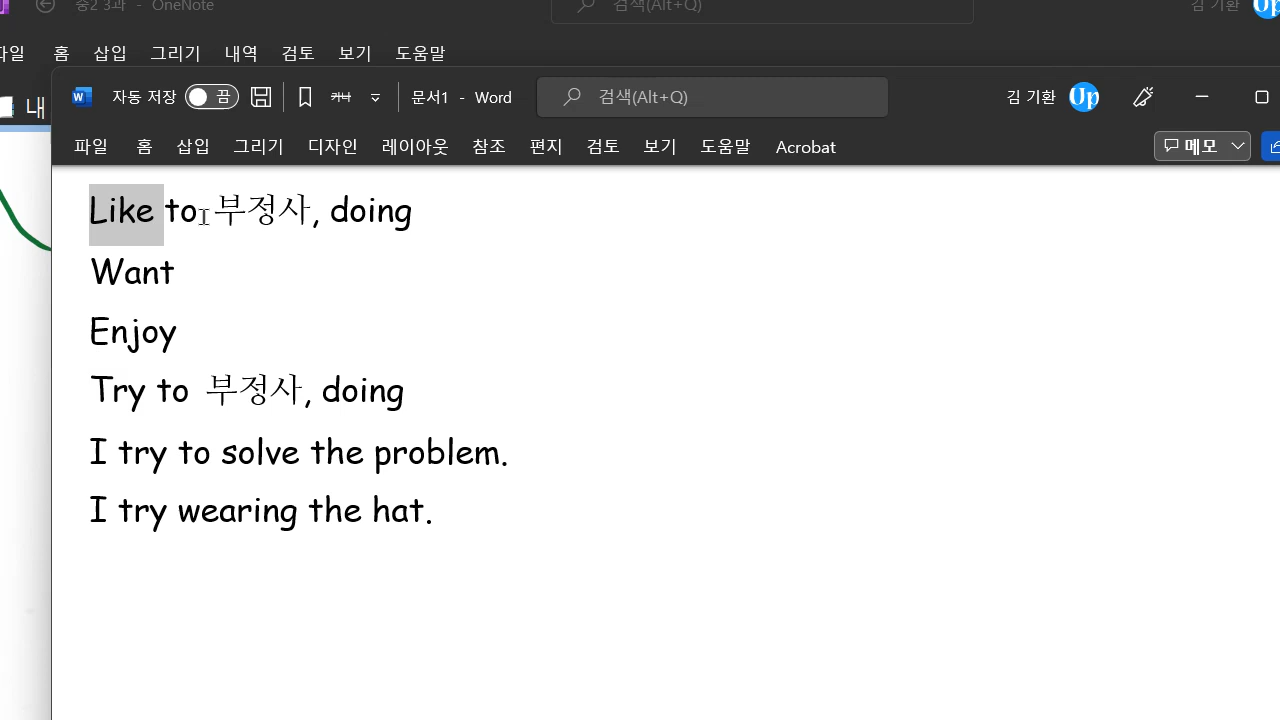 중2 3과 - OneNote
검색(Alt+Q)
김 기환
Up
파일 홈 삽입 그리기 내역 검토 보기 도움말
내
자동 저장 끔
가나
문서1 - Word
검색(Alt+Q)
김 기환
Up
파일 홈 삽입 그리기 디자인 레이아웃 참조 편지 검토 보기 도움말 Acrobat
메모
Like to 부정사, doing
Want
Enjoy
Try to 부정사, doing
I try to solve the problem.
I try wearing the hat.